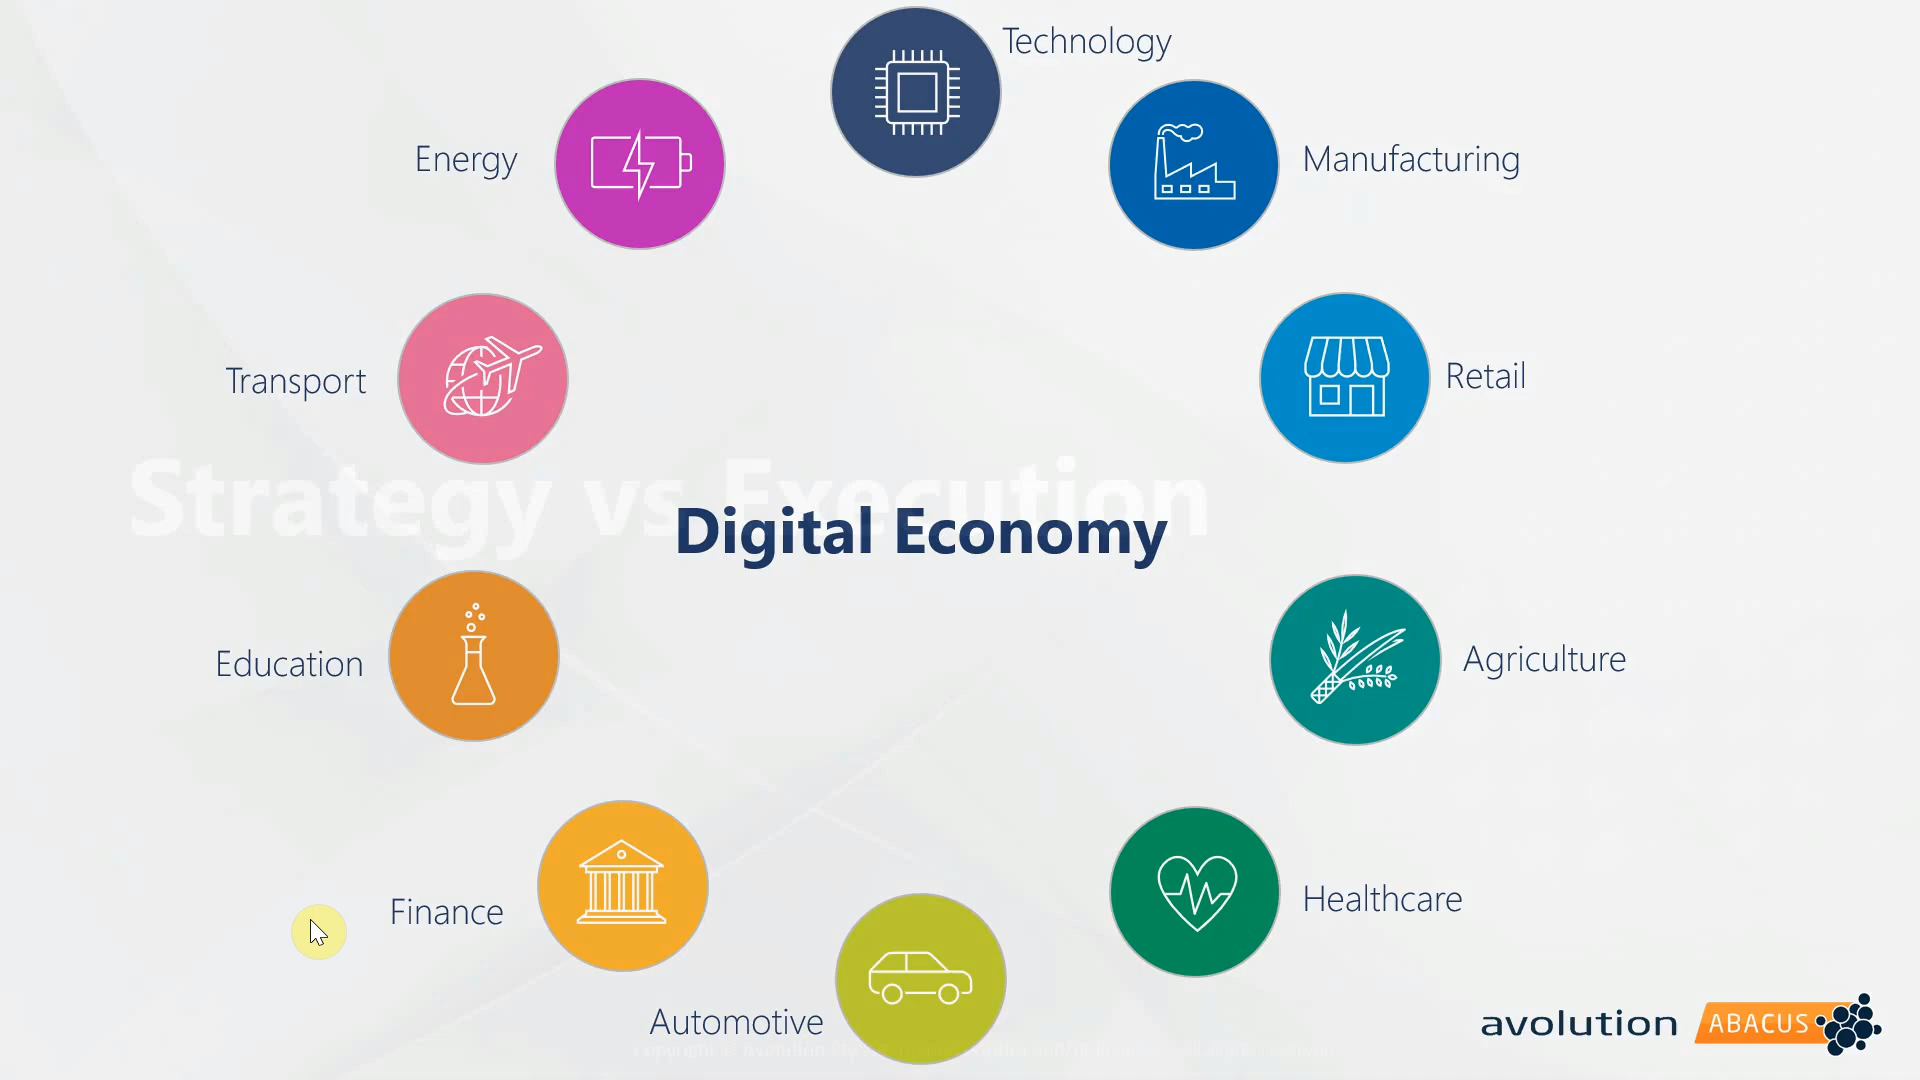 Technology
Energy
Manufacturing
Transport
Retail
Strategy vs Execution
Digital Economy
Education
Agriculture
Finance
Healthcare
Automotive
avolution ABACUS